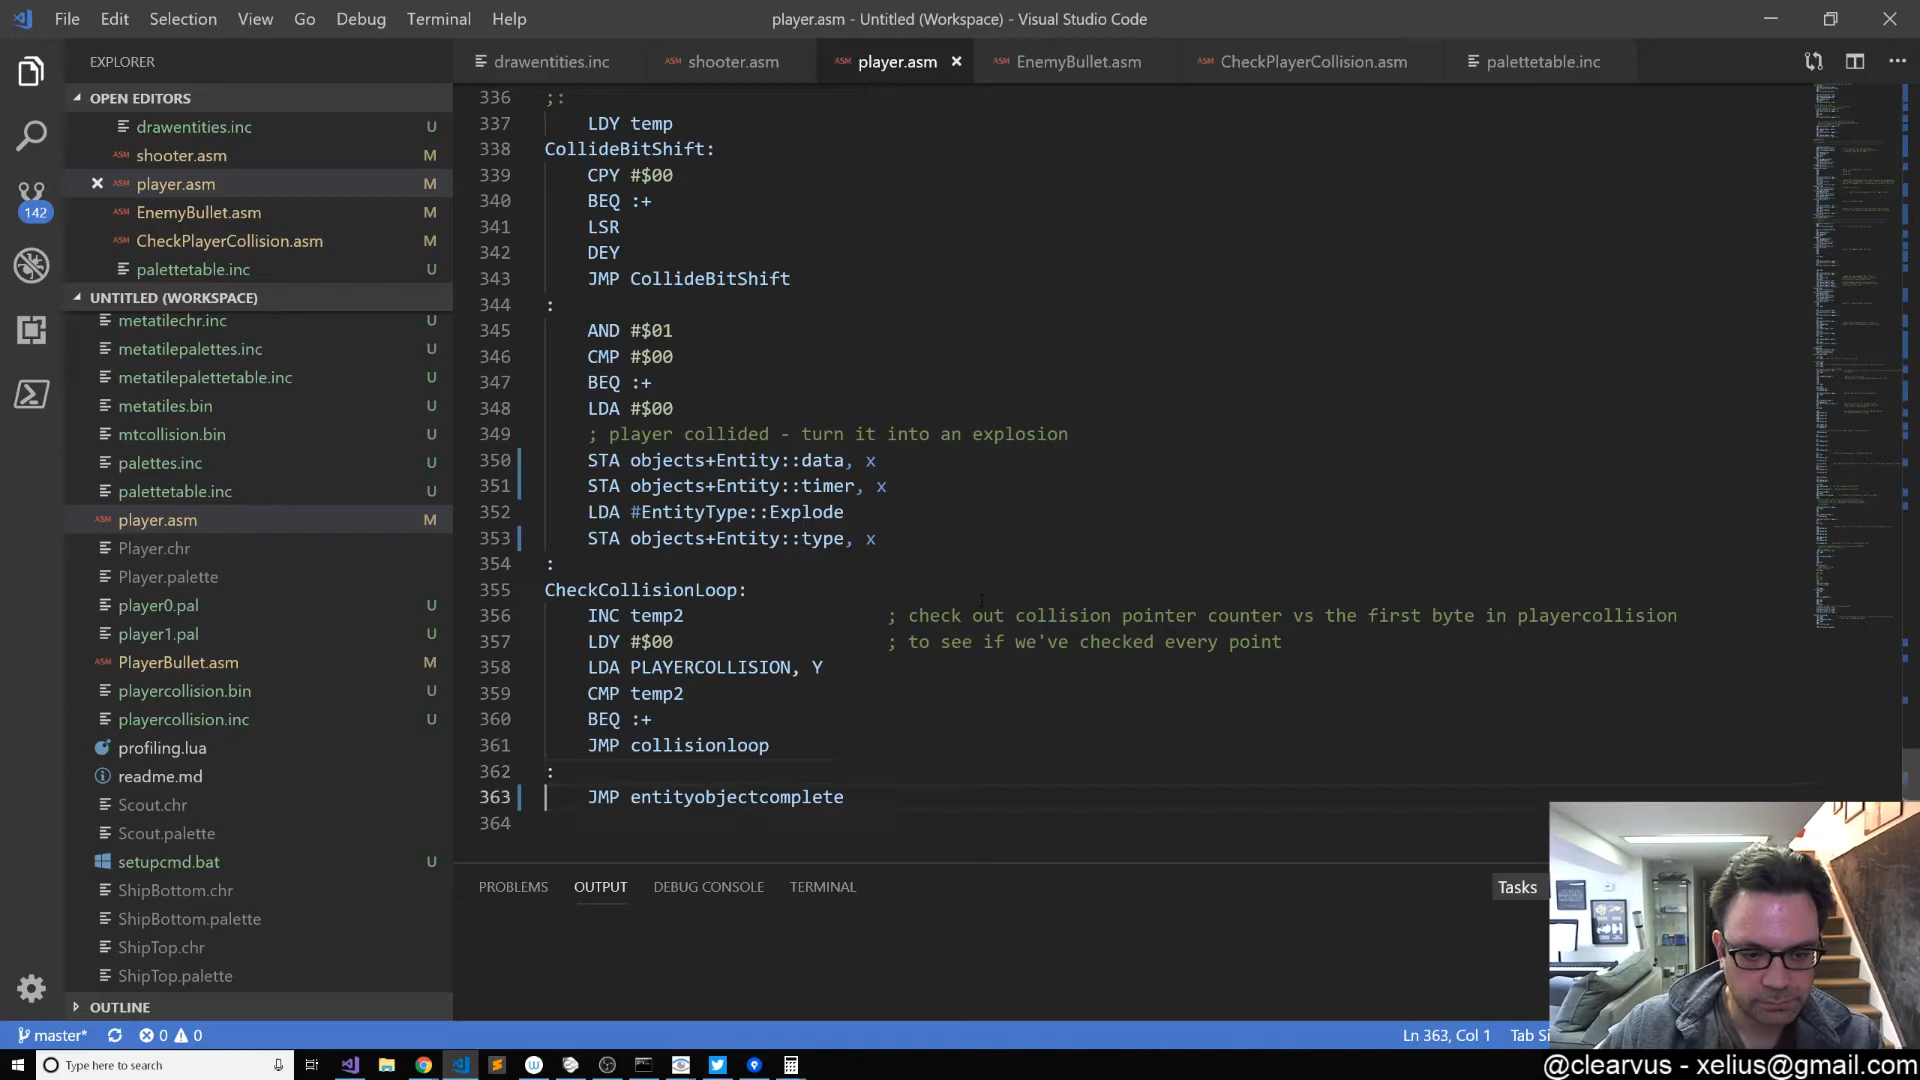 File Edit Selection View Go Debug Terminal Help
player.asm - Untitled (Workspace) - Visual Studio Code
EXPLORER
OPEN EDITORS
drawentities.inc U
ASM shooter.asm M
ASM player.asm M
ASM EnemyBullet.asm M
ASM CheckPlayerCollision.asm M
palettetable.inc U
142
UNTITLED (WORKSPACE)
metatilechr.inc U
metatilepalettes.inc U
metatilepalettetable.inc U
metatiles.bin U
mtcollision.bin U
palettes.inc U
palettetable.inc U
ASM player.asm M
Player.chr
Player.palette
player0.pal U
player1.pal U
ASM PlayerBullet.asm M
playercollision.bin U
playercollision.inc U
profiling.lua
readme.md
Scout.chr
Scout.palette
setupcmd.bat U
ShipBottom.chr
ShipBottom.palette
ShipTop.chr
ShipTop.palette
OUTLINE
drawentities.inc ASM shooter.asm ASM player.asm ASM EnemyBullet.asm ASM CheckPlayerCollision.asm palettetable.inc
336 ;:
337 LDY temp
338 CollideBitShift:
339 CPY #$00
340 BEQ :+
341 LSR
342 DEY
343 JMP CollideBitShift
344 :
345 AND #$01
346 CMP #$00
347 BEQ :+
348 LDA #$00
349 ; player collided - turn it into an explosion
350 STA objects+Entity::data, x
351 STA objects+Entity::timer, x
352 LDA #EntityType::Explode
353 STA objects+Entity::type, x
354 :
355 CheckCollisionLoop:
356 INC temp2 ; check out collision pointer counter vs the first byte in playercollision
357 LDY #$00 ; to see if we've checked every point
358 LDA PLAYERCOLLISION, Y
359 CMP temp2
360 BEQ :+
361 JMP collisionloop
362 :
363 JMP entityobjectcomplete
364
PROBLEMS OUTPUT DEBUG CONSOLE TERMINAL
Tasks
master* 0 0
Ln 363, Col 1 Tab Si
Type here to search
@clearvus - xelius@gmail.com